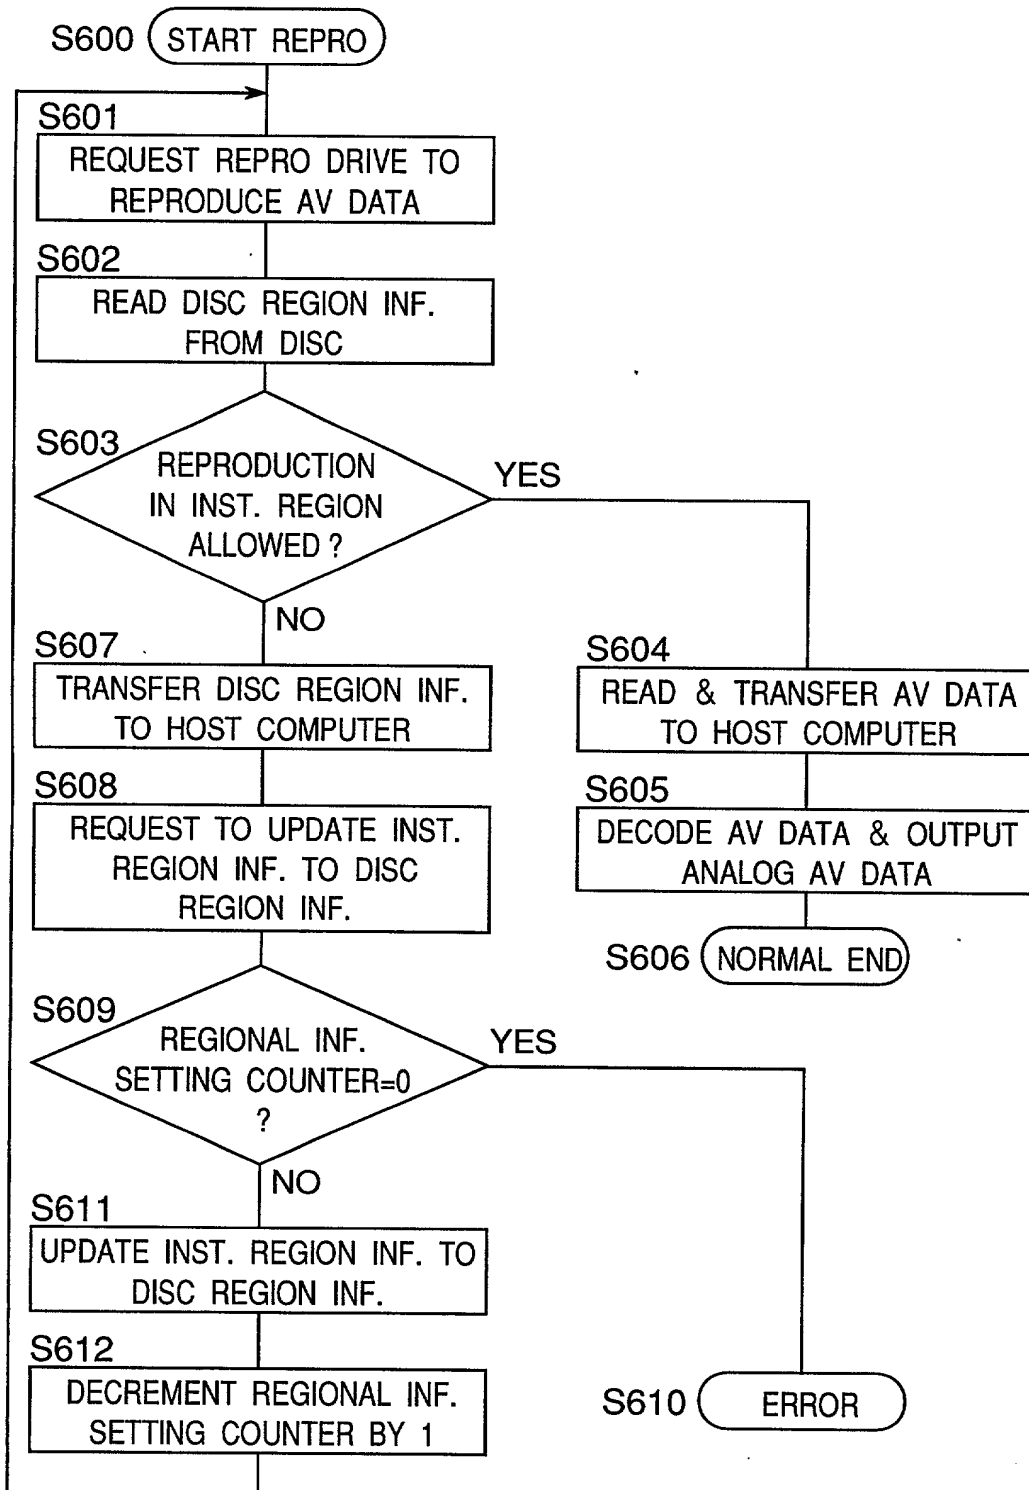 S600 START REPRO
S601
REQUEST REPRO DRIVE TO
REPRODUCE AV DATA
S602
READ DISC REGION INF.
FROM DISC
S603
REPRODUCTION
IN INST. REGION
ALLOWED ?
YES
NO
S607
TRANSFER DISC REGION INF.
TO HOST COMPUTER
S604
READ & TRANSFER AV DATA
TO HOST COMPUTER
S608
REQUEST TO UPDATE INST.
REGION INF. TO DISC
REGION INF.
S605
DECODE AV DATA & OUTPUT
ANALOG AV DATA
S606 NORMAL END
S609
REGIONAL INF.
SETTING COUNTER=0
?
YES
NO
S611
UPDATE INST. REGION INF. TO
DISC REGION INF.
S612
DECREMENT REGIONAL INF.
SETTING COUNTER BY 1
S610 ERROR